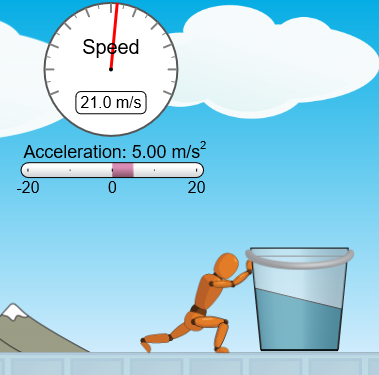 Speed
21.0 m/s
Acceleration: 5.00 m/s²
-20 0 20